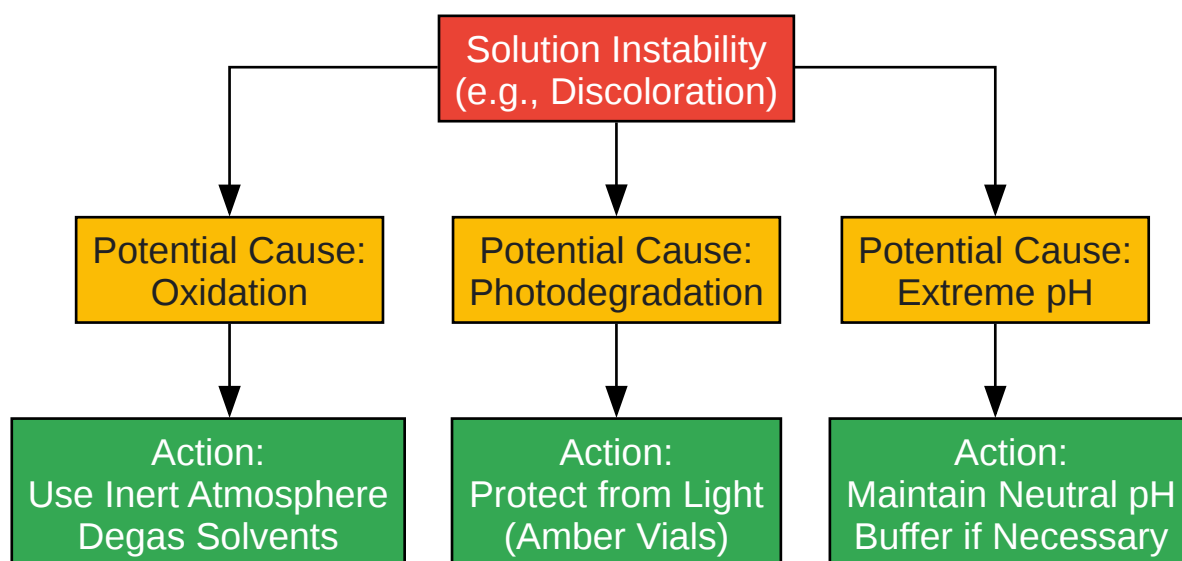 Solution Instability
(e.g., Discoloration)
Potential Cause:
Oxidation
Potential Cause:
Photodegradation
Potential Cause:
Extreme pH
Action:
Use Inert Atmosphere
Degas Solvents
Action:
Protect from Light
(Amber Vials)
Action:
Maintain Neutral pH
Buffer if Necessary